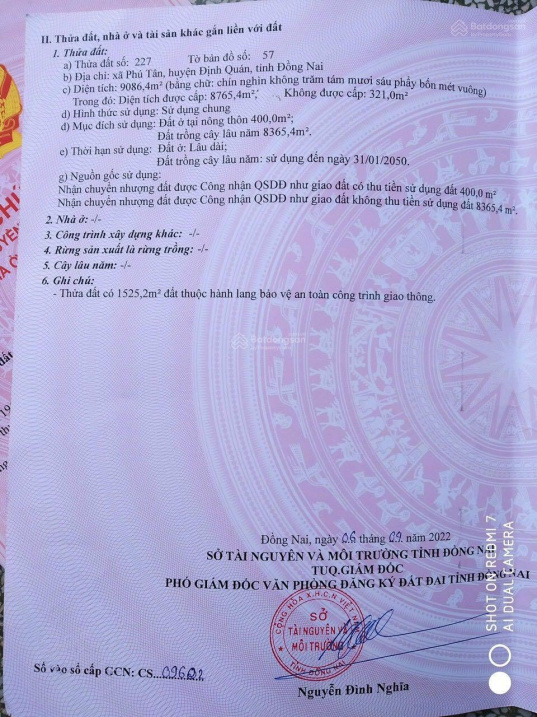 Batdongsan
II. Thửa đất, nhà ở và tài sản khác gắn liền với đất
1. Thửa đất:
a) Thửa đất số: 227 Tờ bản đồ số: 57
b) Địa chỉ: xã Phú Tân, huyện Định Quán, tỉnh Đồng Nai
c) Diện tích: 9086,4m² (bằng chữ: chín nghìn không trăm tám mươi sáu phẩy bốn mét vuông)
Trong đó: Diện tích được cấp: 8765,4m²; Không được cấp: 321,0m²
d) Hình thức sử dụng: Sử dụng chung
đ) Mục đích sử dụng: Đất ở tại nông thôn 400,0m²;
Đất trồng cây lâu năm 8365,4m².
e) Thời hạn sử dụng: Đất ở: Lâu dài;
Đất trồng cây lâu năm: sử dụng đến ngày 31/01/2050.
g) Nguồn gốc sử dụng:
Nhận chuyển nhượng đất được Công nhận QSDĐ như giao đất có thu tiền sử dụng đất 400,0 m²
Nhận chuyển nhượng đất được Công nhận QSDĐ như giao đất không thu tiền sử dụng đất 8365,4 m².
2. Nhà ở: -/-
3. Công trình xây dựng khác: -/-
4. Rừng sản xuất là rừng trồng: -/-
5. Cây lâu năm: -/-
6. Ghi chú:
- Thửa đất có 1525,2m² đất thuộc hành lang bảo vệ an toàn công trình giao thông.
Batdongsan
Đồng Nai, ngày 06 tháng 09 năm 2022
SỞ TÀI NGUYÊN VÀ MÔI TRƯỜNG TỈNH ĐỒNG NAI
TUQ.GIÁM ĐỐC
PHÓ GIÁM ĐỐC VĂN PHÒNG ĐĂNG KÝ ĐẤT ĐAI TỈNH ĐỒNG NAI
CỘNG HÒA X.H.C.N VIỆT NAM
SỞ
TÀI NGUYÊN VÀ
MÔI TRƯỜNG
TỈNH ĐỒNG NAI
Số vào sổ cấp GCN: CS...09602
Nguyễn Đình Nghĩa
SHOT ON REDMI 7
AI DUAL CAMERA